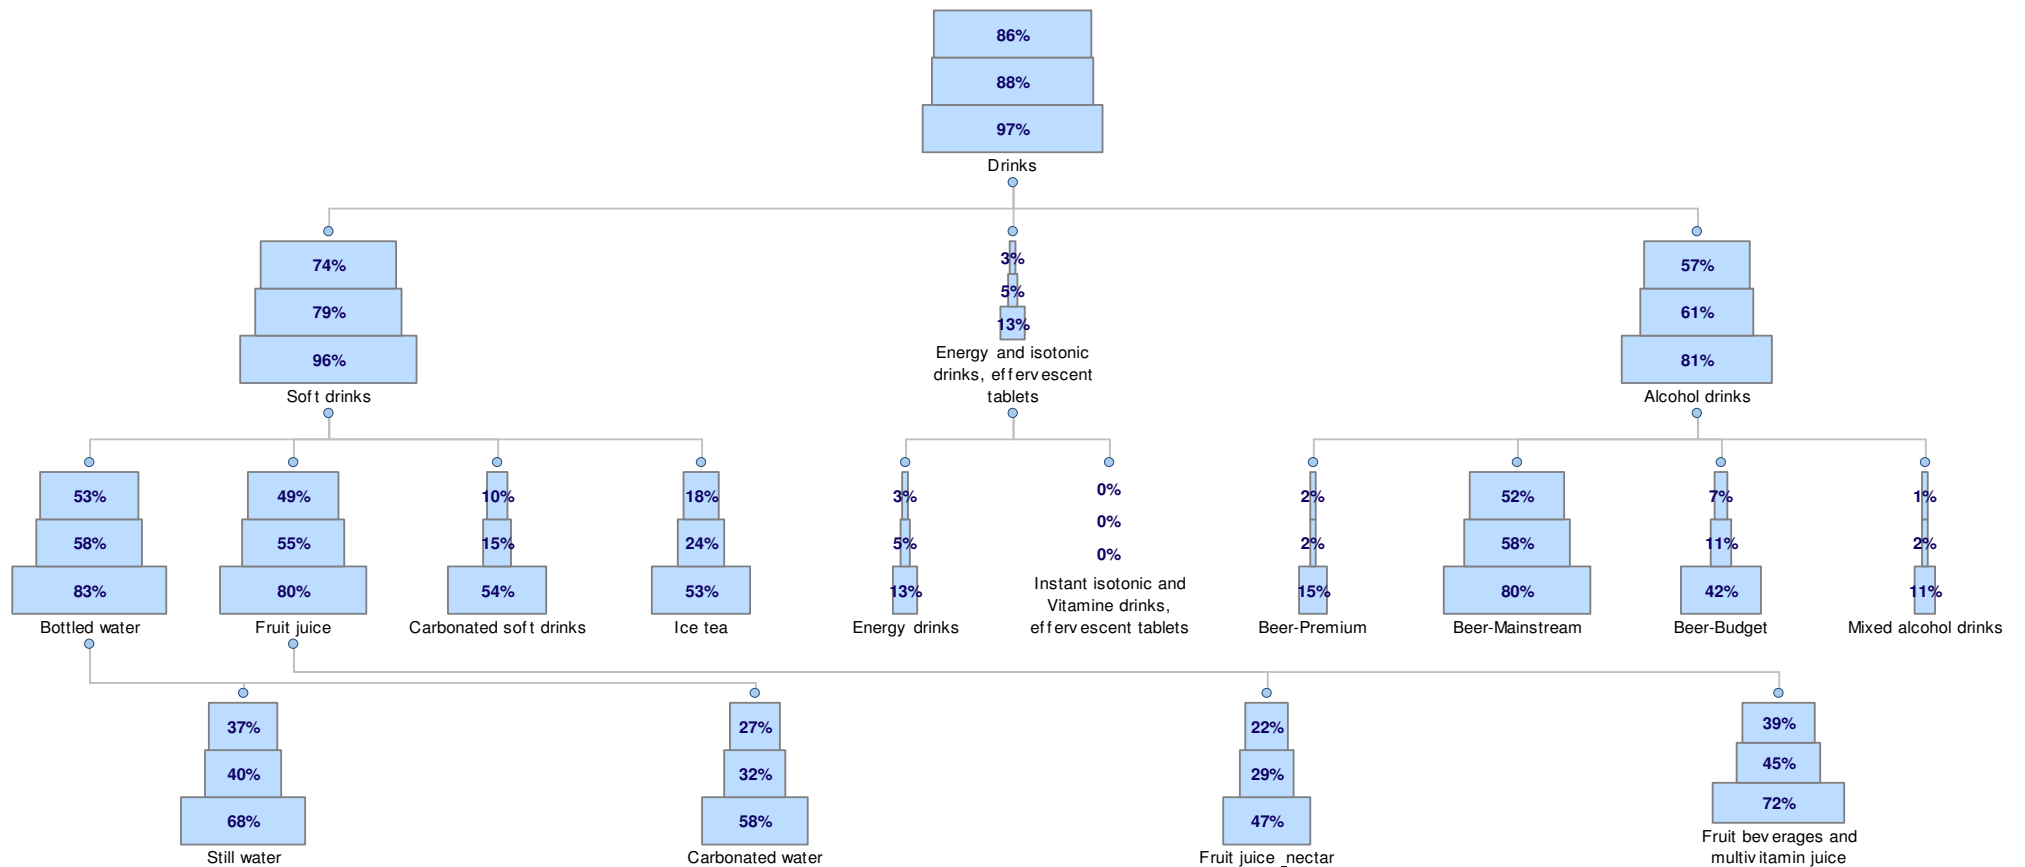 86%
88%
97%
Drinks
74%
79%
96%
Soft drinks
3%
5%
13%
Energy and isotonic
drinks, effervescent
tablets
57%
61%
81%
Alcohol drinks
53%
58%
83%
Bottled water
49%
55%
80%
Fruit juice
10%
15%
54%
Carbonated soft drinks
18%
24%
53%
Ice tea
3%
5%
13%
Energy drinks
0%
0%
0%
Instant isotonic and
Vitamine drinks,
effervescent tablets
2%
2%
15%
Beer-Premium
52%
58%
80%
Beer-Mainstream
7%
11%
42%
Beer-Budget
1%
2%
11%
Mixed alcohol drinks
37%
40%
68%
Still water
27%
32%
58%
Carbonated water
22%
29%
47%
Fruit juice_nectar
39%
45%
72%
Fruit beverages and
multivitamin juice